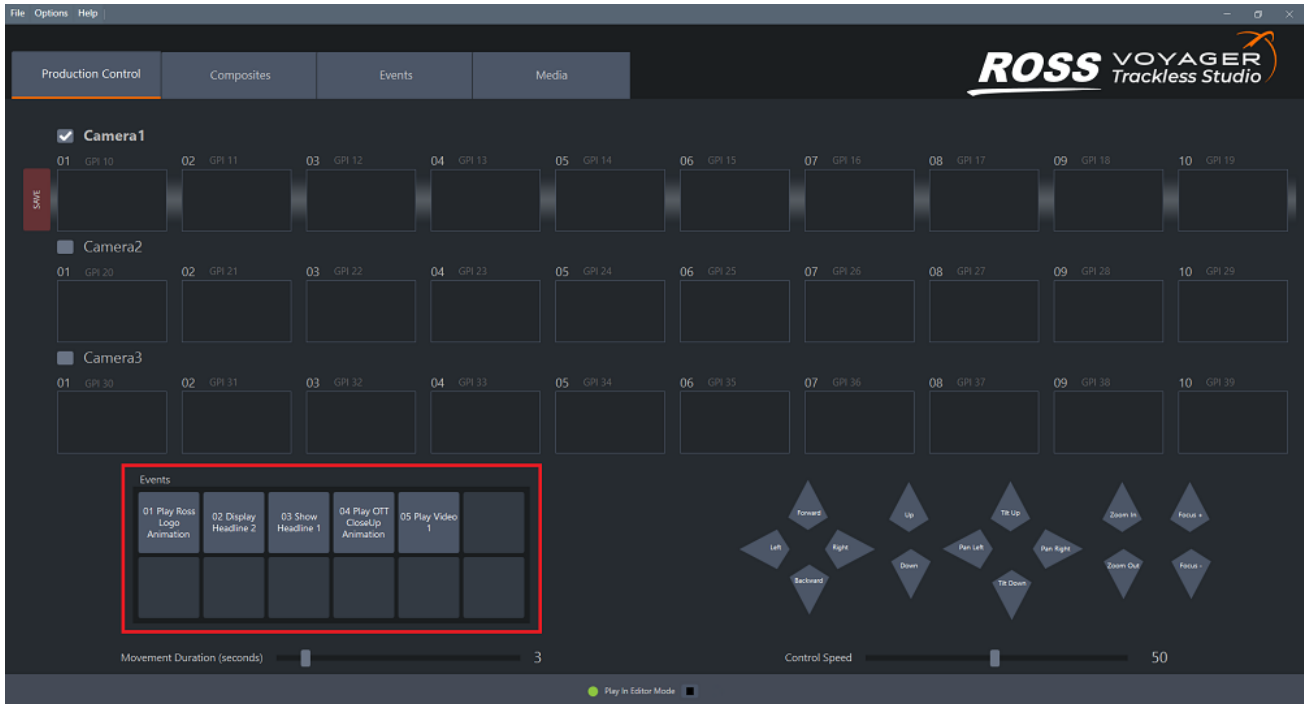 File Options Help
ROSS VOYAGER
Trackless Studio
Production Control Composites Events Media
Camera1
01 GPI 10 02 GPI 11 03 GPI 12 04 GPI 13 05 GPI 14 06 GPI 15 07 GPI 16 08 GPI 17 09 GPI 18 10 GPI 19
SAVE
Camera2
01 GPI 20 02 GPI 21 03 GPI 22 04 GPI 23 05 GPI 24 06 GPI 25 07 GPI 26 08 GPI 27 09 GPI 28 10 GPI 29
Camera3
01 GPI 30 02 GPI 31 03 GPI 32 04 GPI 33 05 GPI 34 06 GPI 35 07 GPI 36 08 GPI 37 09 GPI 38 10 GPI 39
Events
01 Play Ross
Logo
Animation
02 Display
Headline 2
03 Show
Headline 1
04 Play OTT
CloseUp
Animation
05 Play Video
1
Forward
Left
Right
Backward
Up
Down
Tilt Up
Pan Left
Pan Right
Tilt Down
Zoom In
Zoom Out
Focus +
Focus -
Movement Duration (seconds) 3
Control Speed 50
Play In Editor Mode